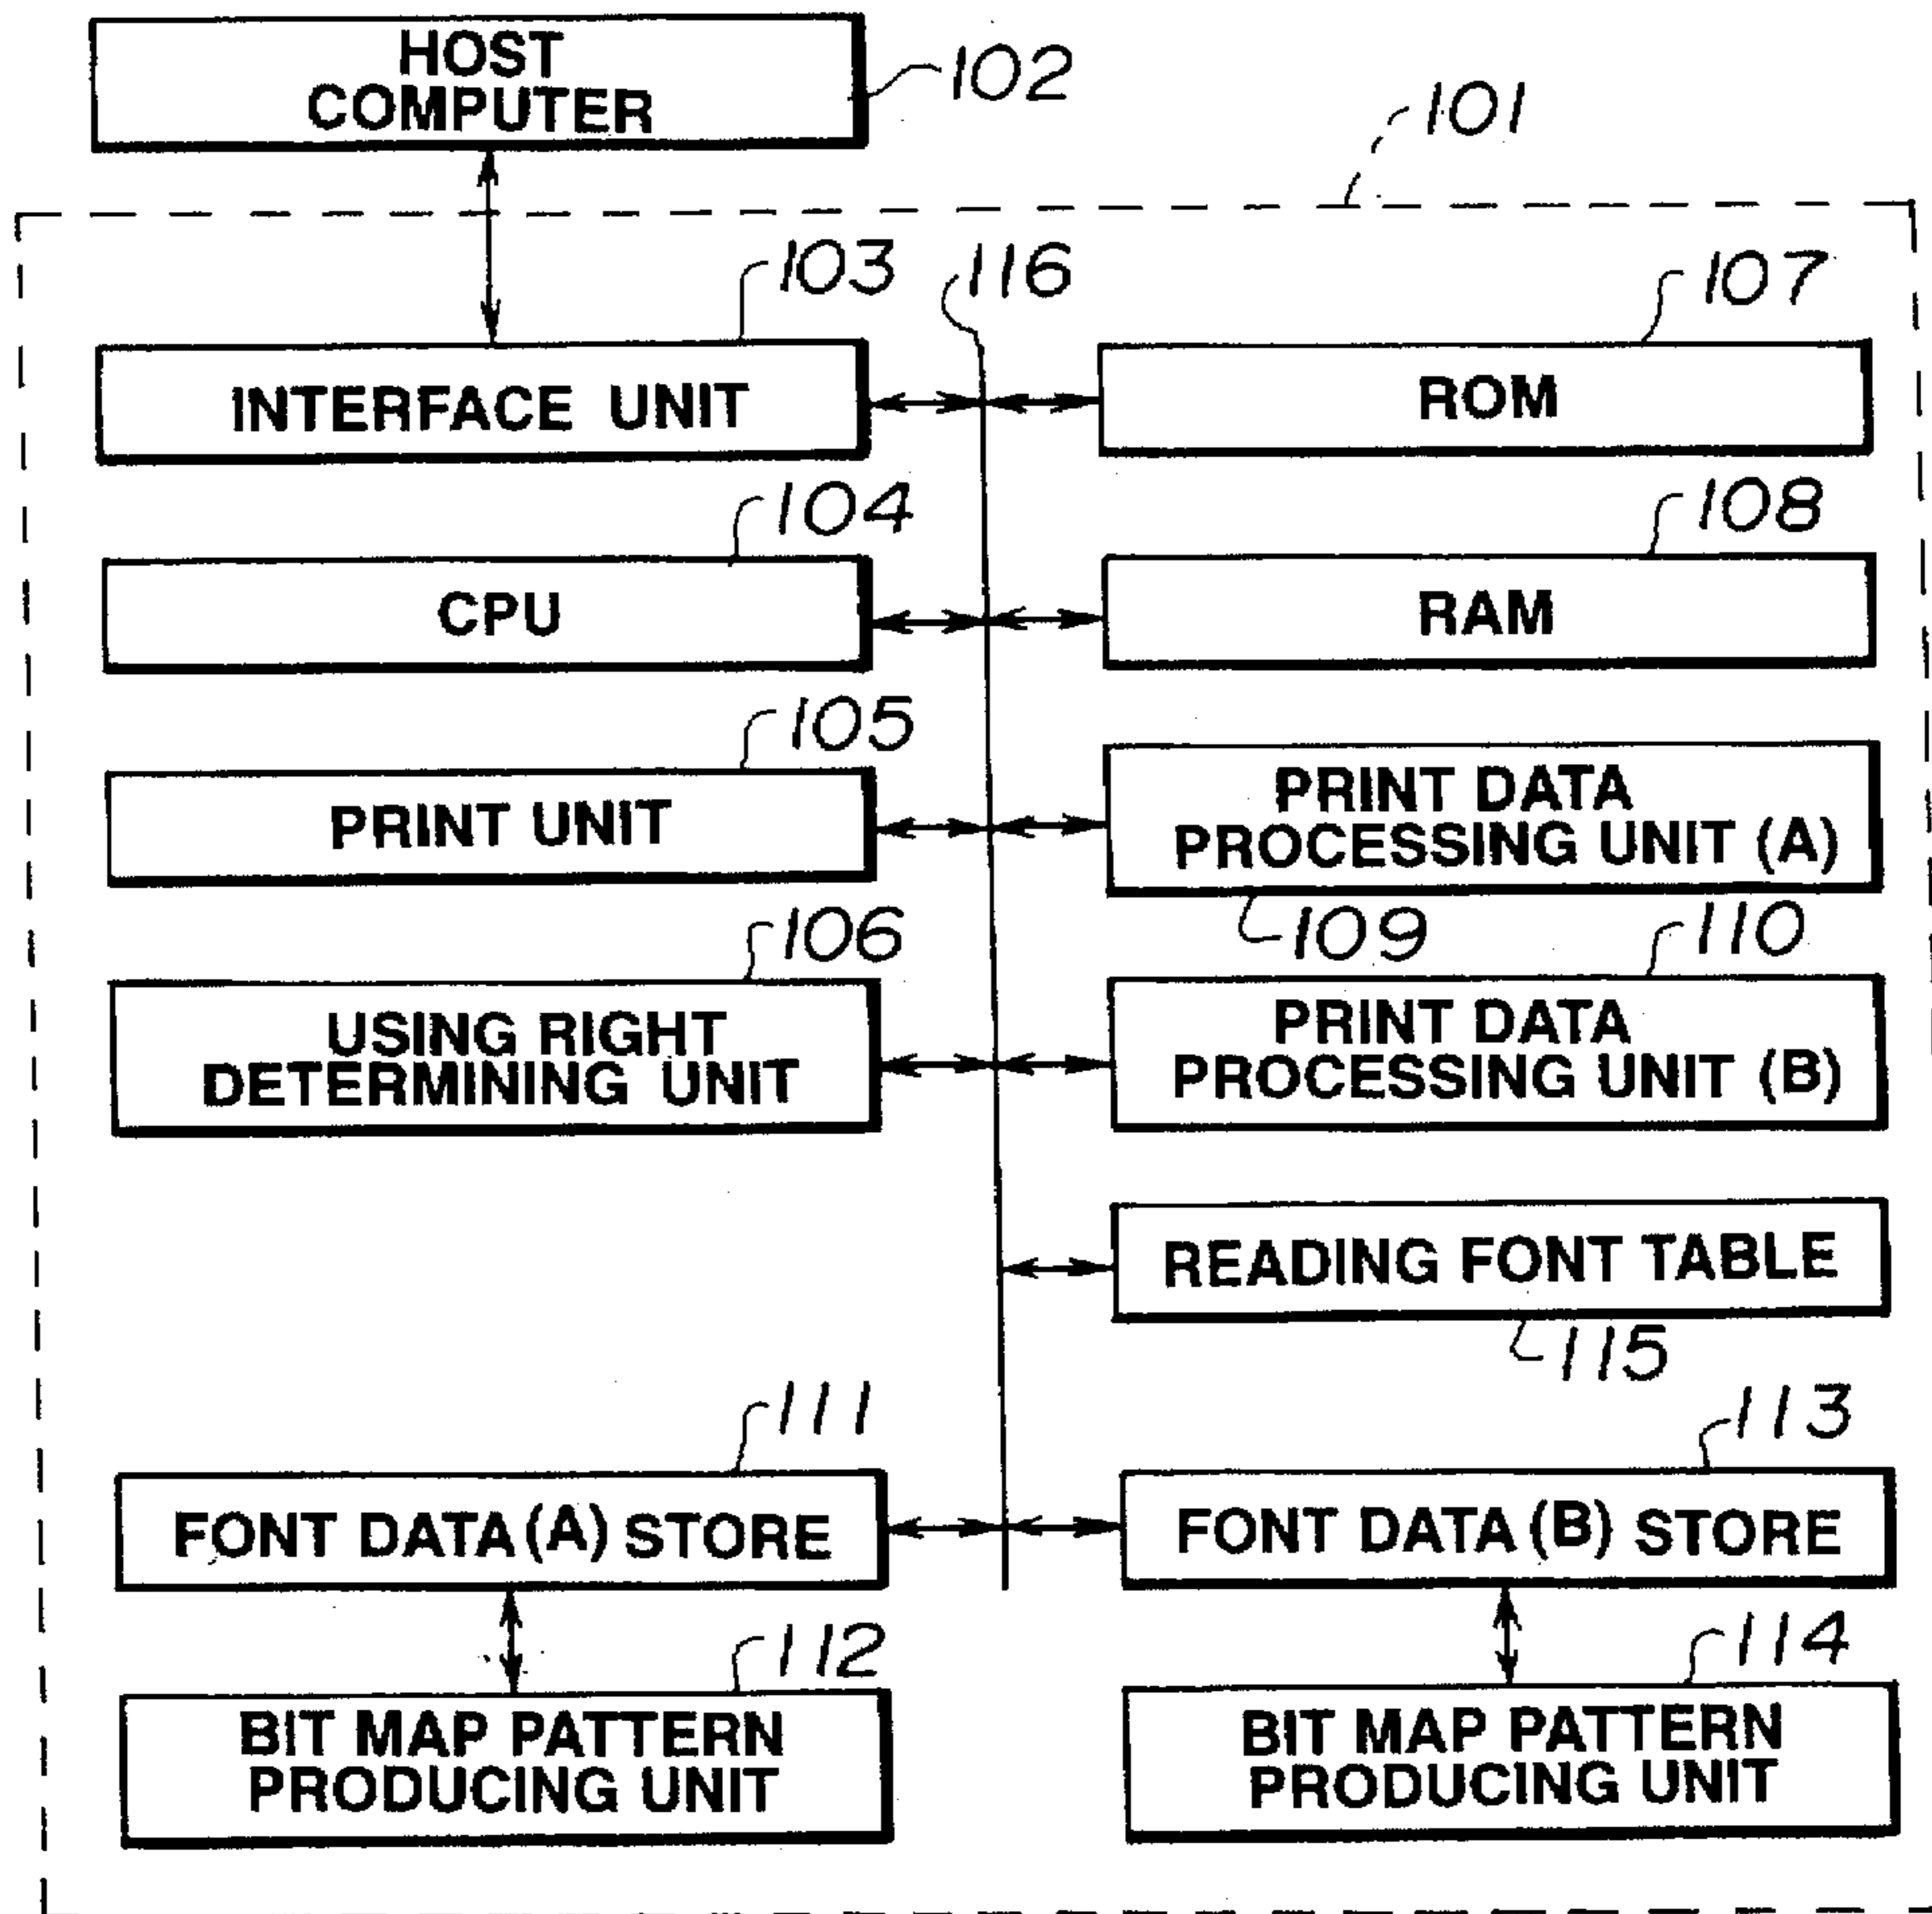 HOST
COMPUTER
102
101
103
116
107
INTERFACE UNIT
ROM
104
108
CPU
RAM
105
PRINT UNIT
PRINT DATA
PROCESSING UNIT (A)
109
106
110
USING RIGHT
DETERMINING UNIT
PRINT DATA
PROCESSING UNIT (B)
READING FONT TABLE
115
111
113
FONT DATA (A) STORE
FONT DATA (B) STORE
112
114
BIT MAP PATTERN
PRODUCING UNIT
BIT MAP PATTERN
PRODUCING UNIT